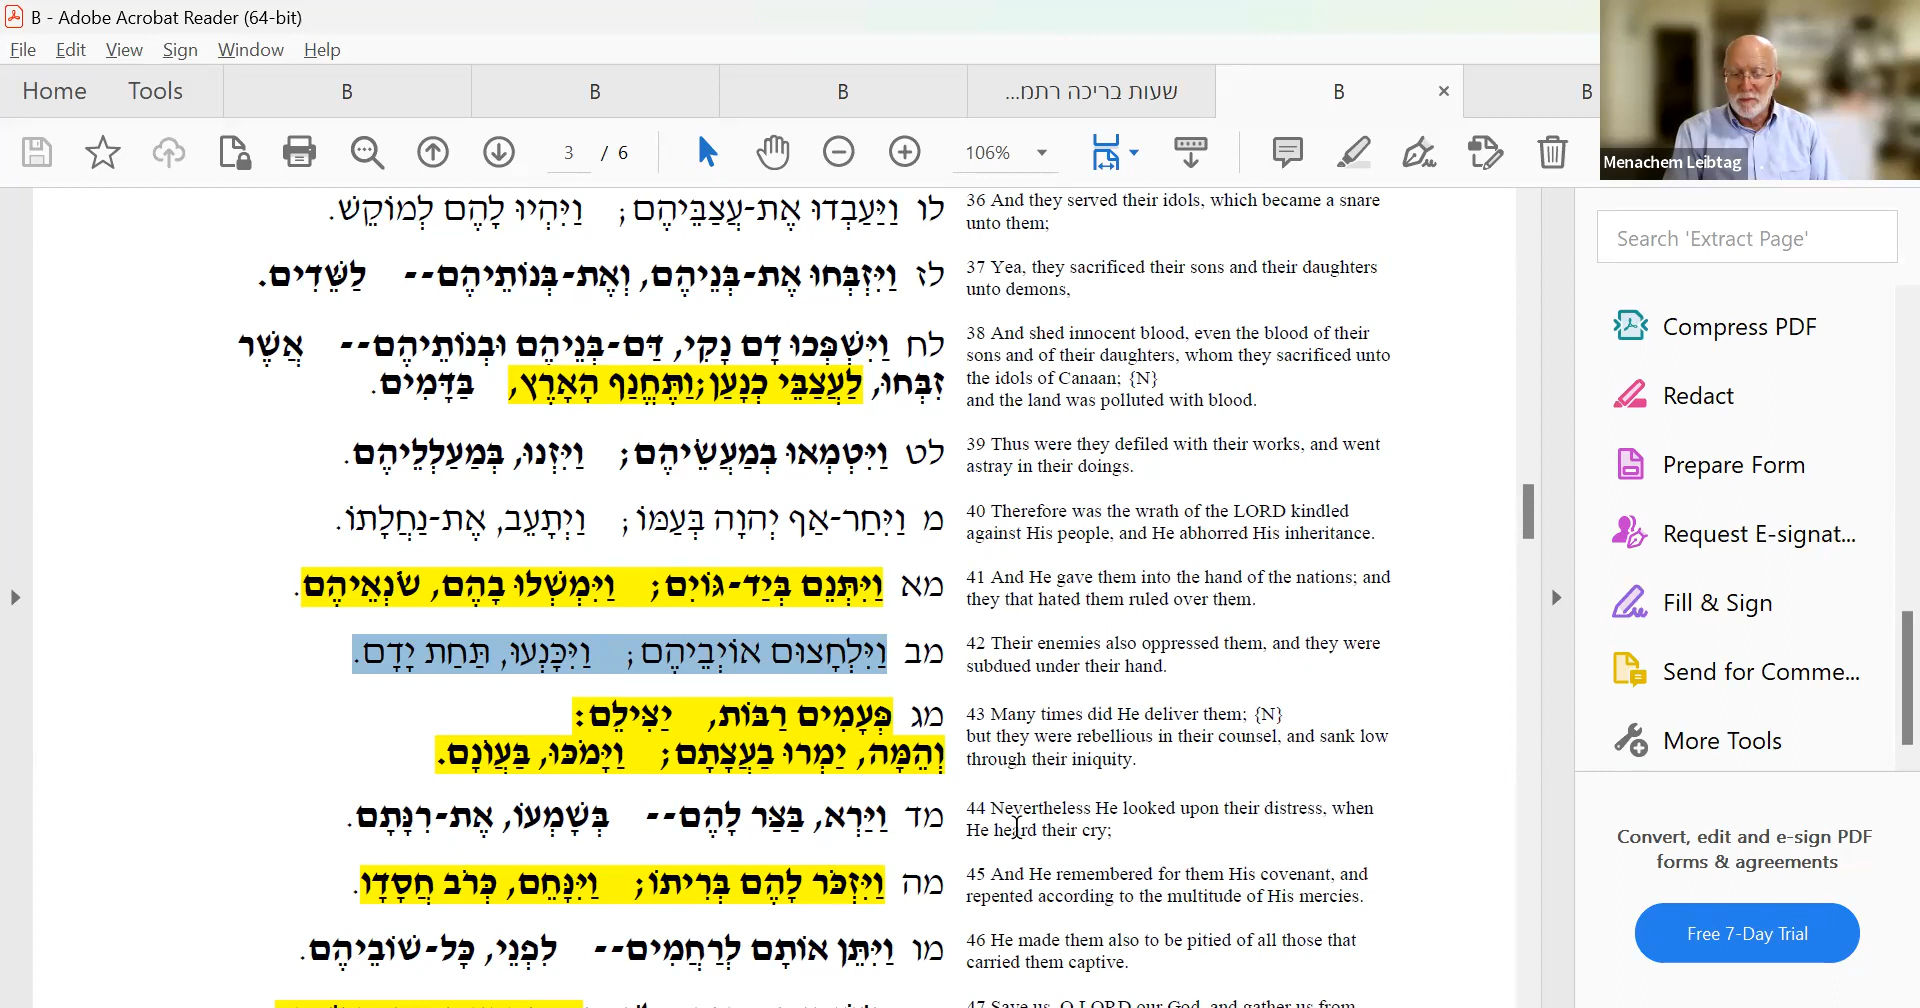 B - Adobe Acrobat Reader (64-bit)
File Edit View Sign Window Help
Home Tools B B B שעות בריכה רתמ... B × B
3 / 6 106%
Menachem Leibtag
לו וַיַּעַבְדוּ אֶת-עֲצַבֵּיהֶם; וַיִּהְיוּ לָהֶם לְמוֹקֵשׁ.
36 And they served their idols, which became a snare
unto them;
לז וַיִּזְבְּחוּ אֶת-בְּנֵיהֶם, וְאֶת-בְּנוֹתֵיהֶם-- לַשֵּׁדִים.
37 Yea, they sacrificed their sons and their daughters
unto demons,
לח וַיִּשְׁפְּכוּ דָם נָקִי, דַּם-בְּנֵיהֶם וּבְנוֹתֵיהֶם-- אֲשֶׁר
זִבְּחוּ, לַעֲצַבֵּי כְנָעַן;וַתֶּחֱנַף הָאָרֶץ, בַּדָּמִים.
38 And shed innocent blood, even the blood of their
sons and of their daughters, whom they sacrificed unto
the idols of Canaan; {N}
and the land was polluted with blood.
לט וַיִּטְמְאוּ בְמַעֲשֵׂיהֶם; וַיִּזְנוּ, בְּמַעַלְלֵיהֶם.
39 Thus were they defiled with their works, and went
astray in their doings.
מ וַיִּחַר-אַף יְהוָה בְּעַמּוֹ; וַיְתָעֵב, אֶת-נַחֲלָתוֹ.
40 Therefore was the wrath of the LORD kindled
against His people, and He abhorred His inheritance.
מא וַיִּתְּנֵם בְּיַד-גּוֹיִם; וַיִּמְשְׁלוּ בָהֶם, שֹׂנְאֵיהֶם.
41 And He gave them into the hand of the nations; and
they that hated them ruled over them.
מב וַיִּלְחָצוּם אוֹיְבֵיהֶם; וַיִּכָּנְעוּ, תַּחַת יָדָם.
42 Their enemies also oppressed them, and they were
subdued under their hand.
מג פְּעָמִים רַבּוֹת, יַצִּילֵם:
וְהֵמָּה, יַמְרוּ בַעֲצָתָם; וַיָּמֹכּוּ, בַּעֲוֺנָם.
43 Many times did He deliver them; {N}
but they were rebellious in their counsel, and sank low
through their iniquity.
מד וַיַּרְא, בַּצַּר לָהֶם-- בְּשָׁמְעוֹ, אֶת-רִנָּתָם.
44 Nevertheless He looked upon their distress, when
He heard their cry;
מה וַיִּזְכֹּר לָהֶם בְּרִיתוֹ; וַיִּנָּחֵם, כְּרֹב חֲסָדָו.
45 And He remembered for them His covenant, and
repented according to the multitude of His mercies.
מו וַיִּתֵּן אוֹתָם לְרַחֲמִים-- לִפְנֵי, כָּל-שׁוֹבֵיהֶם.
46 He made them also to be pitied of all those that
carried them captive.
47 Save us, O LORD our God, and gather us from
Search 'Extract Page'
Compress PDF
Redact
Prepare Form
Request E-signat...
Fill & Sign
Send for Comme...
More Tools
Convert, edit and e-sign PDF
forms & agreements
Free 7-Day Trial